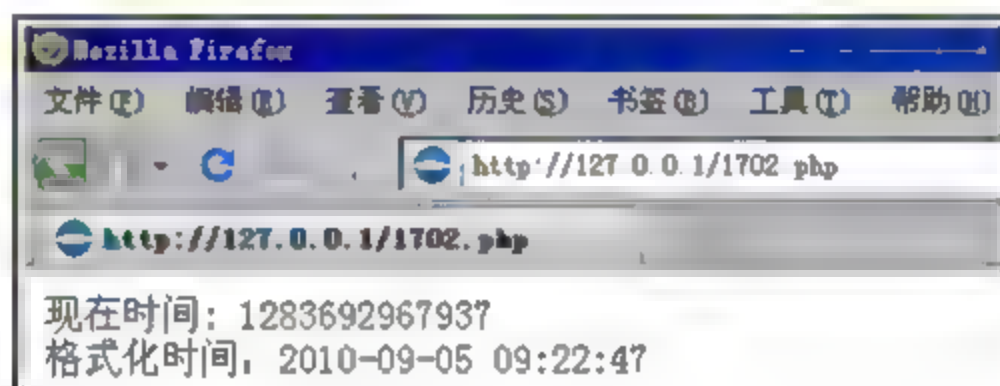 Mozilla Firefox
文件(F) 编辑(E) 查看(V) 历史(S) 书签(B) 工具(T) 帮助(H)
http://127.0.0.1/1702.php
http://127.0.0.1/1702.php
现在时间: 1283692967937
格式化时间: 2010-09-05 09:22:47